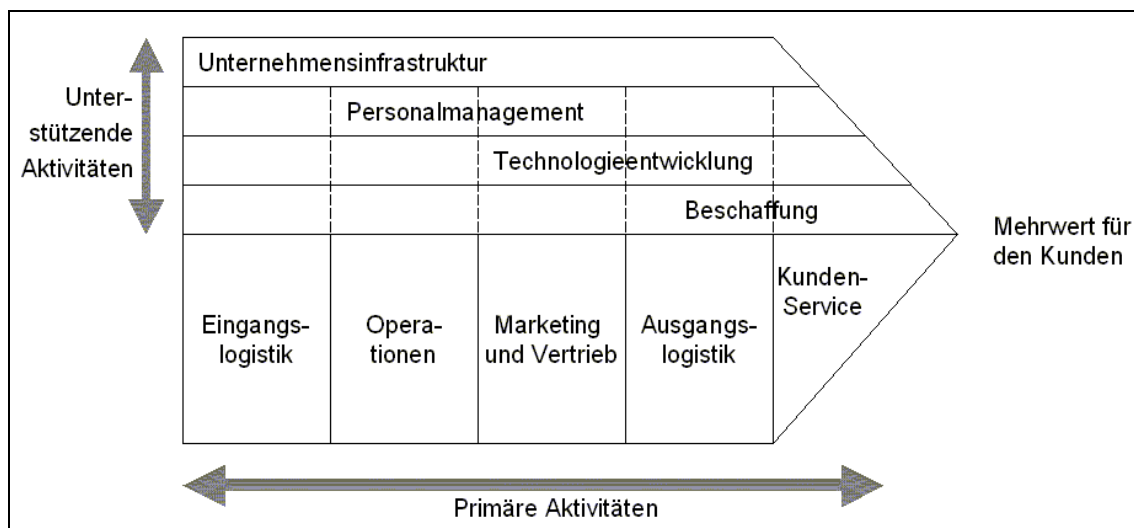 Unternehmensinfrastruktur
Unter-
stützende
Aktivitäten
Personalmanagement
Technologieentwicklung
Beschaffung
Mehrwert für
den Kunden
Eingangs-
logistik
Opera-
tionen
Marketing
und Vertrieb
Ausgangs-
logistik
Kunden-
Service
Primäre Aktivitäten